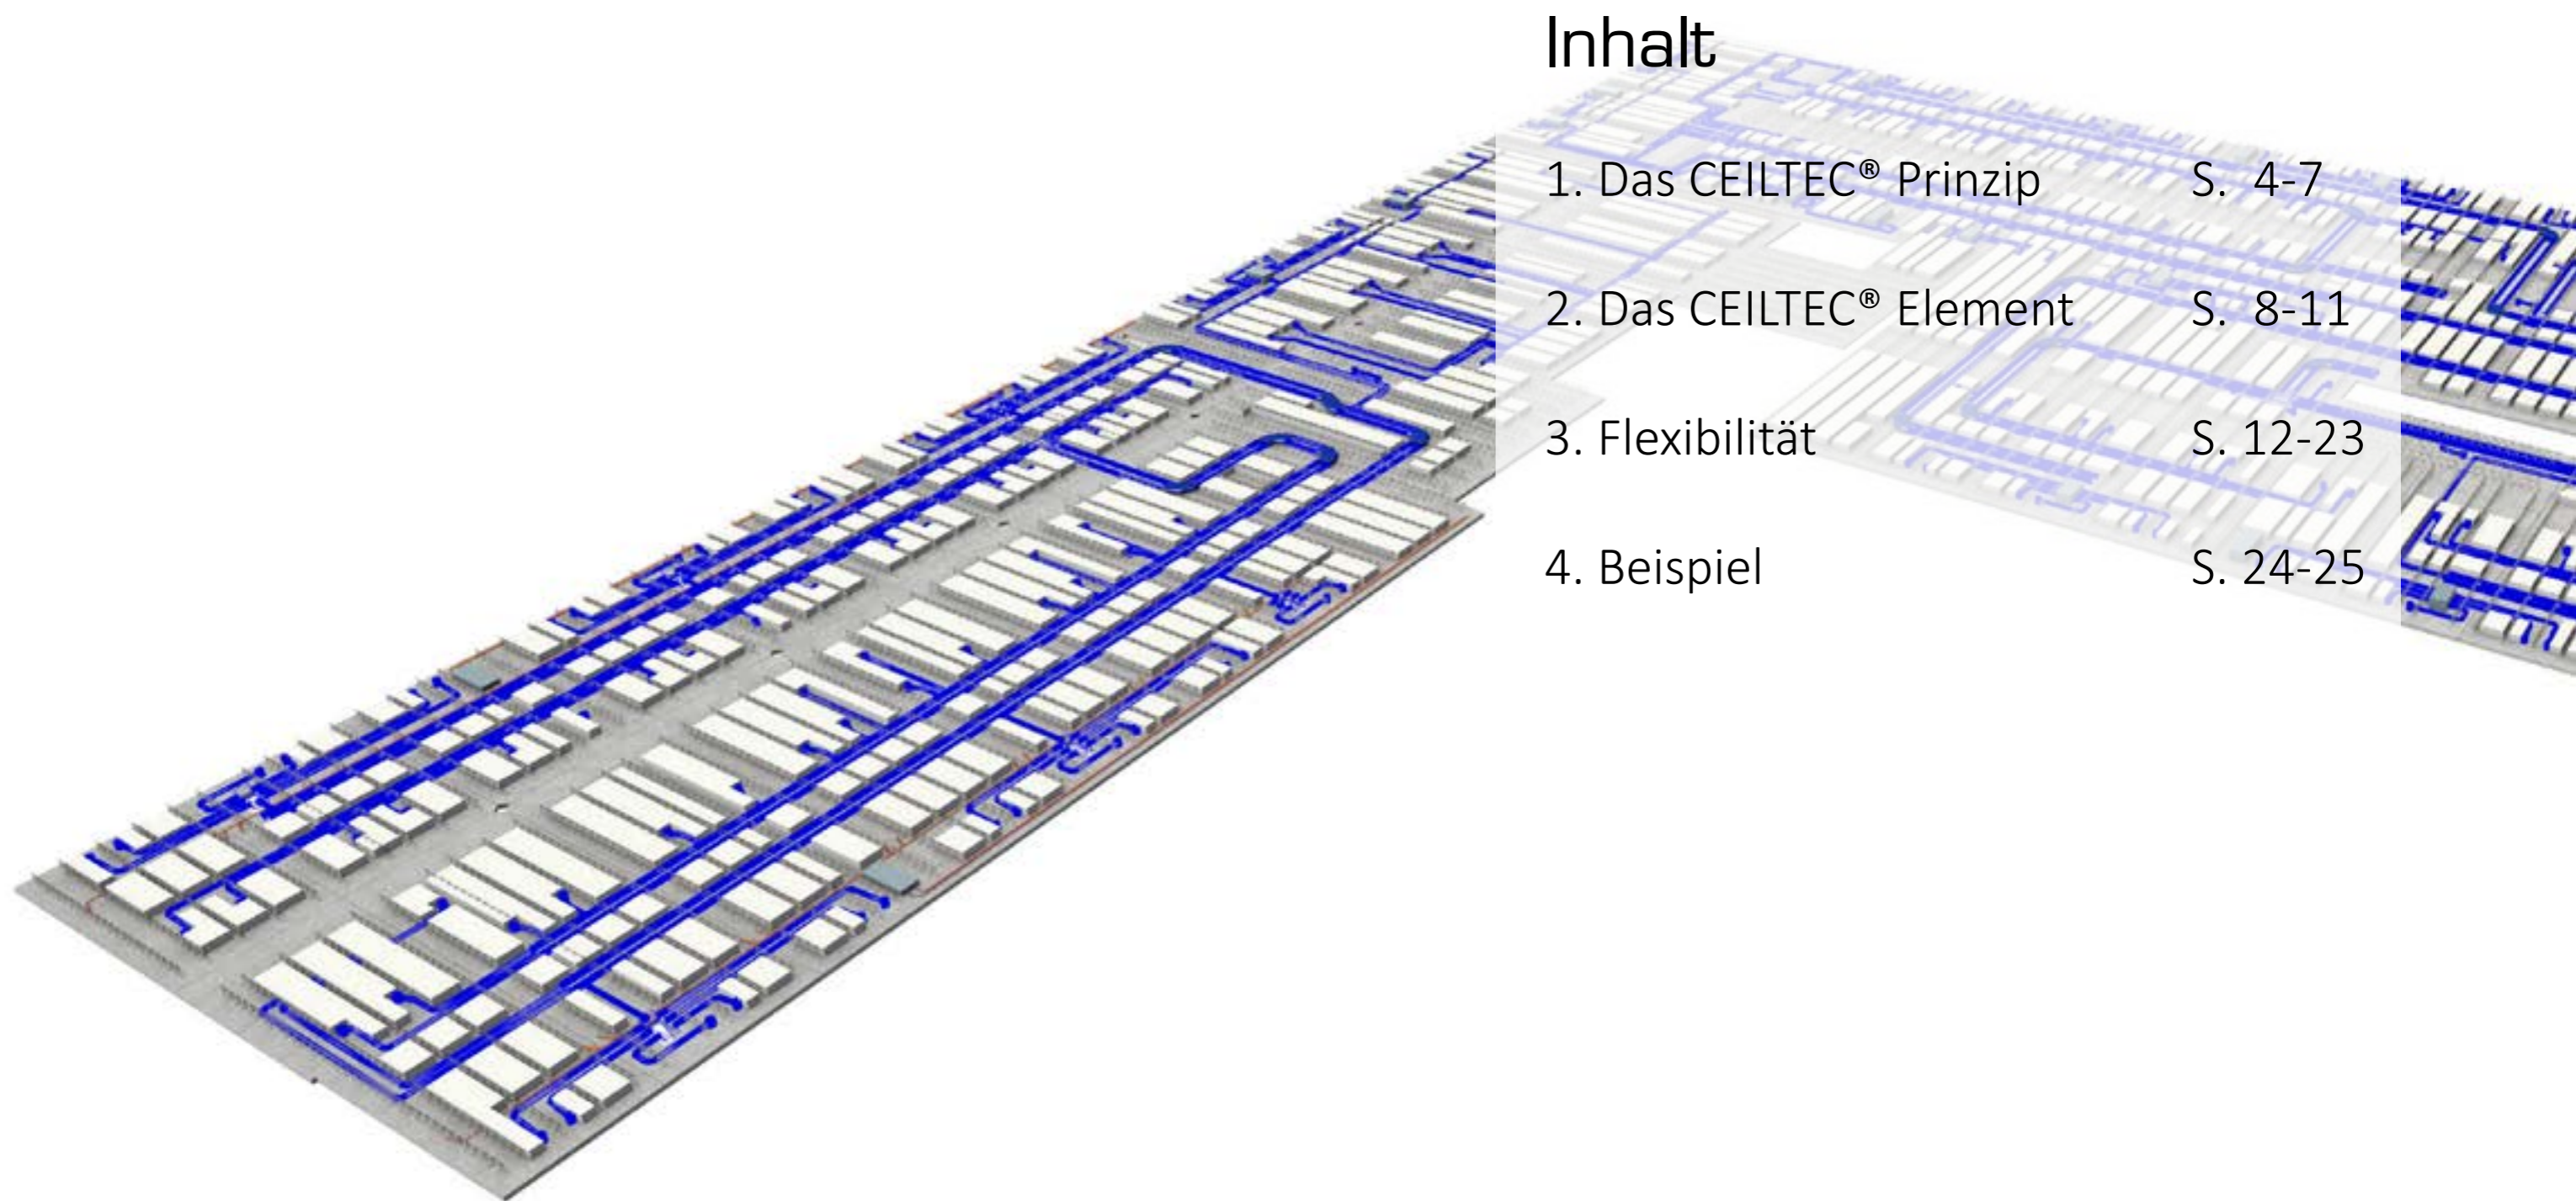 Inhalt
1. Das CEILTEC® Prinzip S. 4-7
2. Das CEILTEC® Element S. 8-11
3. Flexibilität S. 12-23
4. Beispiel S. 24-25